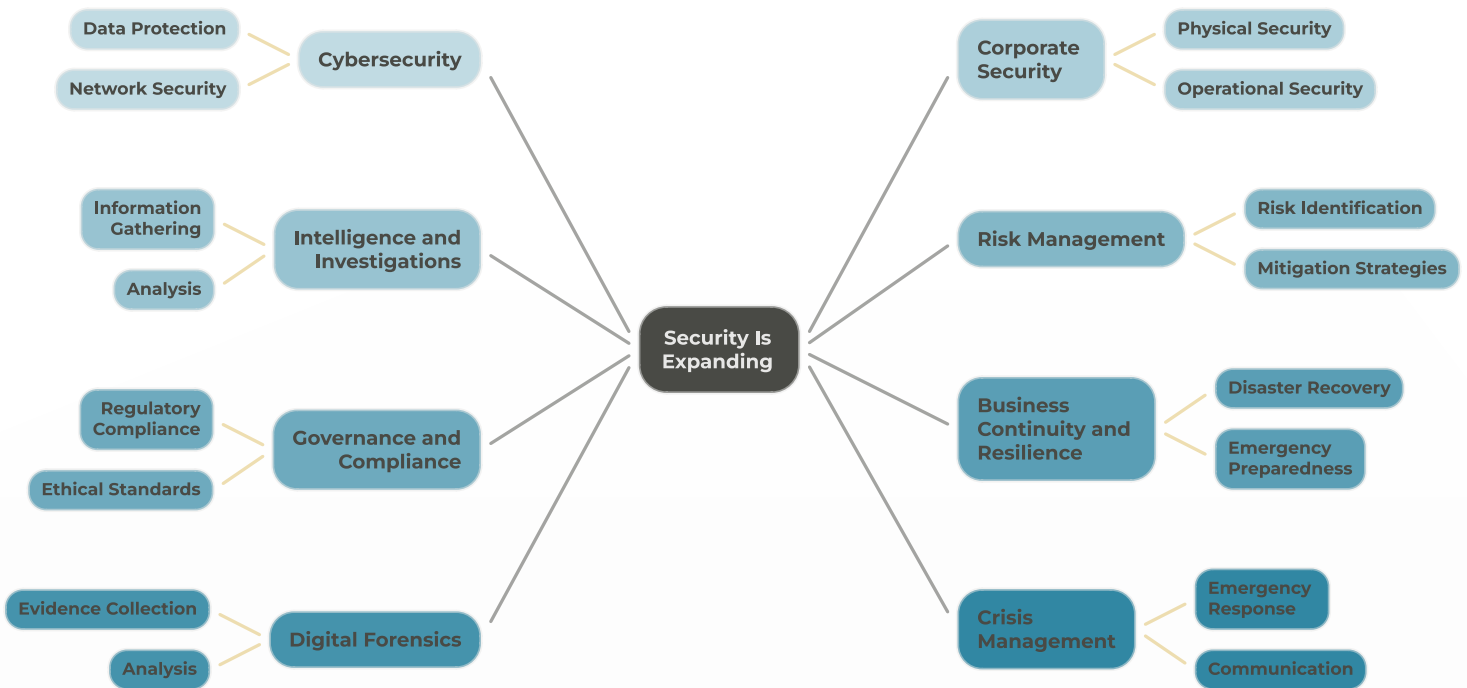 Data Protection
Network Security
Cybersecurity
Information
Gathering
Analysis
Intelligence and
Investigations
Regulatory
Compliance
Ethical Standards
Governance and
Compliance
Evidence Collection
Analysis
Digital Forensics
Security Is
Expanding
Corporate
Security
Physical Security
Operational Security
Risk Management
Risk Identification
Mitigation Strategies
Business
Continuity and
Resilience
Disaster Recovery
Emergency
Preparedness
Crisis
Management
Emergency
Response
Communication